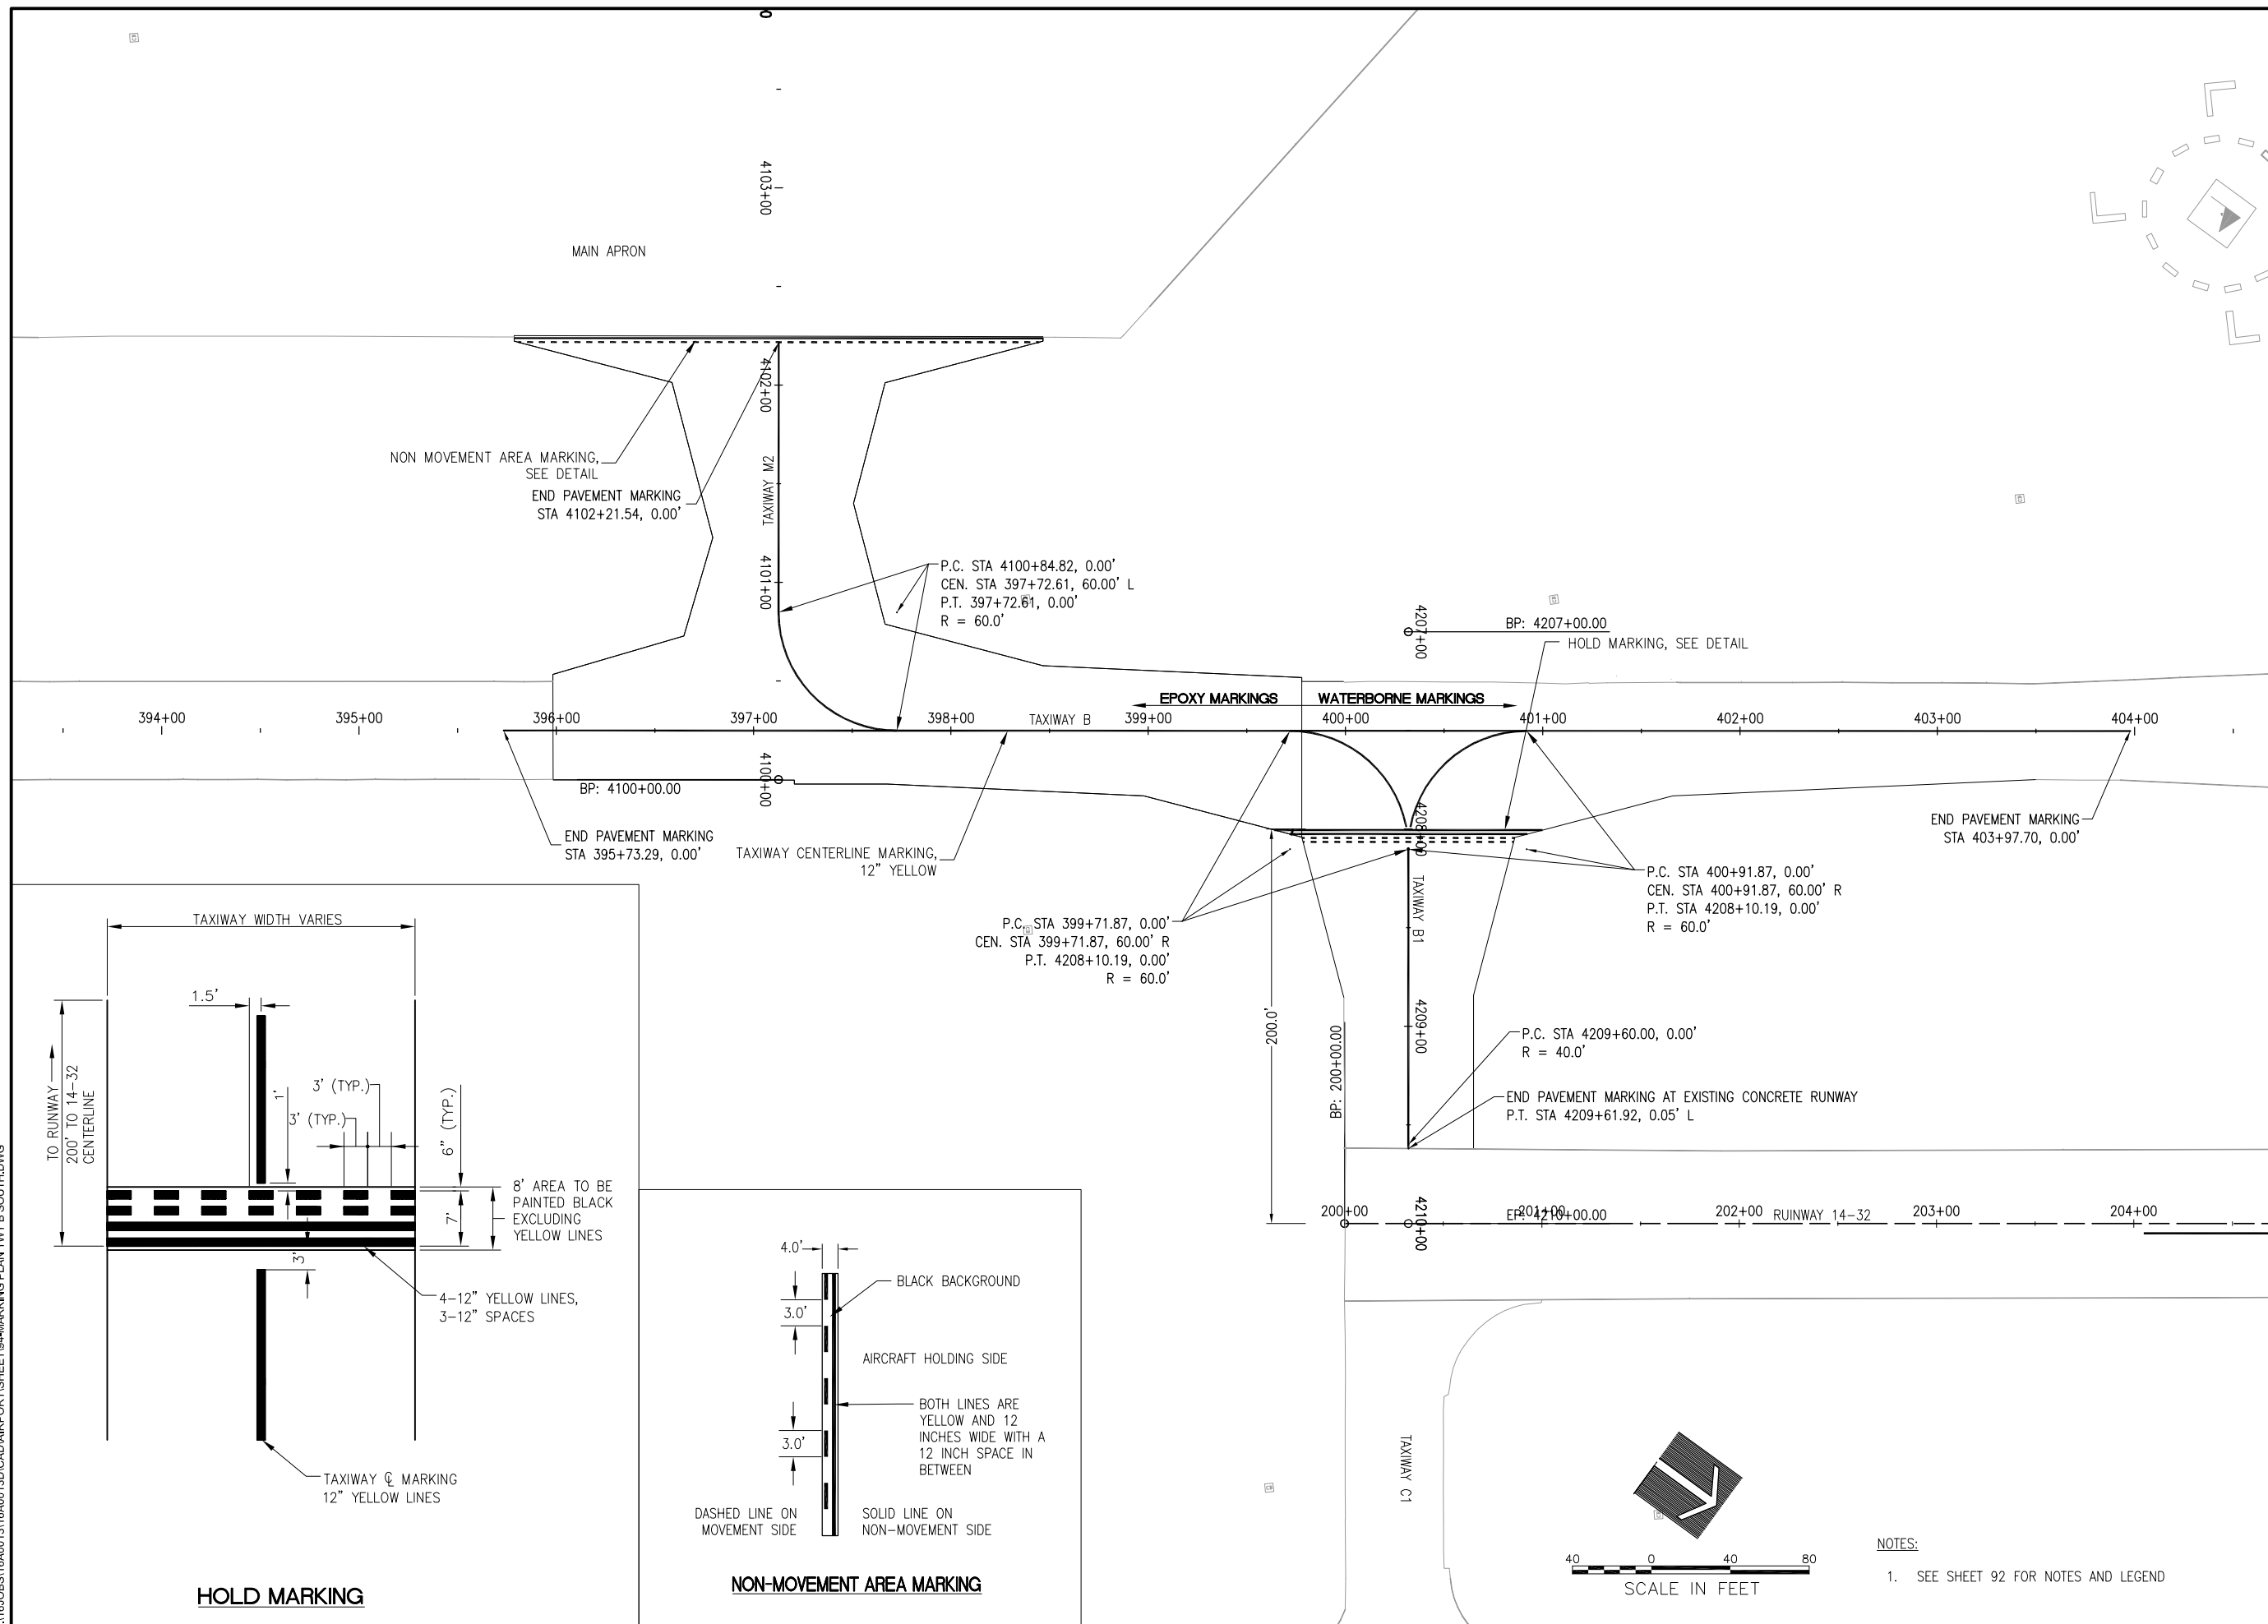 0
4103+00
MAIN APRON
4102+00
NON MOVEMENT AREA MARKING,
SEE DETAIL
END PAVEMENT MARKING
STA 4102+21.54, 0.00'
TAXIWAY M2
4101+00
P.C. STA 4100+84.82, 0.00'
CEN. STA 397+72.61, 60.00' L
P.T. 397+72.61, 0.00'
R = 60.0'
4207+00
BP: 4207+00.00
HOLD MARKING, SEE DETAIL
EPOXY MARKINGS
WATERBORNE MARKINGS
394+00
395+00
396+00
397+00
398+00
TAXIWAY B
399+00
400+00
401+00
402+00
403+00
404+00
4100+00
BP: 4100+00.00
END PAVEMENT MARKING
STA 395+73.29, 0.00'
TAXIWAY CENTERLINE MARKING,
12" YELLOW
4208+00
END PAVEMENT MARKING
STA 403+97.70, 0.00'
P.C. STA 400+91.87, 0.00'
CEN. STA 400+91.87, 60.00' R
P.T. STA 4208+10.19, 0.00'
R = 60.0'
TAXIWAY B1
P.C. STA 399+71.87, 0.00'
CEN. STA 399+71.87, 60.00' R
P.T. 4208+10.19, 0.00'
R = 60.0'
200.0'
BP: 200+00.00
4209+00
P.C. STA 4209+60.00, 0.00'
R = 40.0'
END PAVEMENT MARKING AT EXISTING CONCRETE RUNWAY
P.T. STA 4209+61.92, 0.05' L
200+00
4210+00
EP: 4210+00.00
201+00
202+00
RUINWAY 14-32
203+00
204+00
TAXIWAY C1
TAXIWAY WIDTH VARIES
1.5'
TO RUNWAY
200' TO 14-32
CENTERLINE
1'
3' (TYP.)
3' (TYP.)
6" (TYP.)
7'
8' AREA TO BE
PAINTED BLACK
EXCLUDING
YELLOW LINES
3'
4-12" YELLOW LINES,
3-12" SPACES
TAXIWAY ℄ MARKING
12" YELLOW LINES
HOLD MARKING
4.0'
BLACK BACKGROUND
3.0'
AIRCRAFT HOLDING SIDE
BOTH LINES ARE
YELLOW AND 12
INCHES WIDE WITH A
12 INCH SPACE IN
BETWEEN
3.0'
DASHED LINE ON
MOVEMENT SIDE
SOLID LINE ON
NON-MOVEMENT SIDE
NON-MOVEMENT AREA MARKING
40 0 40 80
SCALE IN FEET
NOTES:
1. SEE SHEET 92 FOR NOTES AND LEGEND